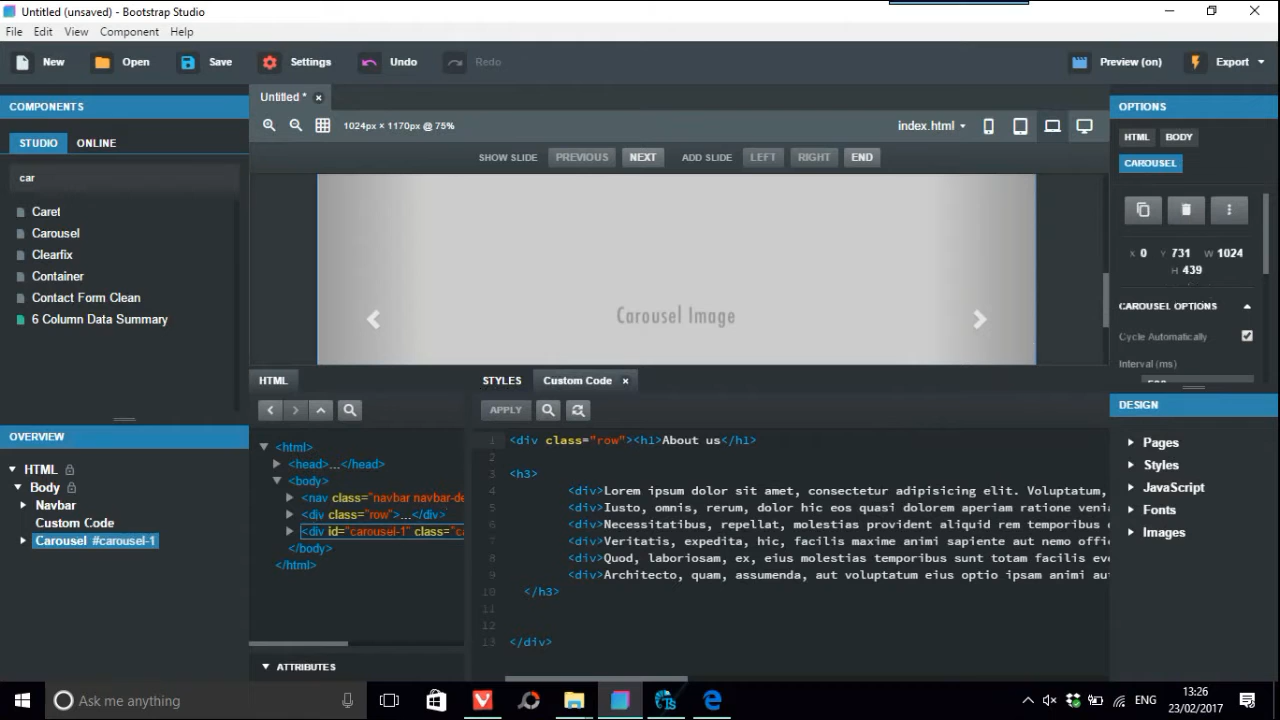 Untitled (unsaved) - Bootstrap Studio
File Edit View Component Help
New Open Save Settings Undo Redo Preview (on) Export
COMPONENTS
STUDIO ONLINE
car
Caret
Carousel
Clearfix
Container
Contact Form Clean
6 Column Data Summary
OVERVIEW
HTML
Body
Navbar
Custom Code
Carousel #carousel-1
Untitled *
1024px × 1170px @ 75%
index.html
SHOW SLIDE PREVIOUS NEXT ADD SLIDE LEFT RIGHT END
Carousel Image
HTML
<html>
<head>...</head>
<body>
<nav class="navbar navbar-de
<div class="row">...</div>
<div id="carousel-1" class="ca
</body>
</html>
ATTRIBUTES
STYLES Custom Code
APPLY
1 <div class="row"><h1>About us</h1>
2
3 <h3>
4 <div>Lorem ipsum dolor sit amet, consectetur adipisicing elit. Voluptatum,
5 <div>Iusto, omnis, rerum, dolor hic eos quasi dolorem aperiam ratione veni
6 <div>Necessitatibus, repellat, molestias provident aliquid rem temporibus
7 <div>Veritatis, expedita, hic, facilis maxime animi sapiente aut nemo offi
8 <div>Quod, laboriosam, ex, eius molestias temporibus sunt totam facilis ev
9 <div>Architecto, quam, assumenda, aut voluptatum eius optio ipsam animi au
10 </h3>
11
12
13 </div>
OPTIONS
HTML BODY
CAROUSEL
X 0 Y 731 W 1024
H 439
CAROUSEL OPTIONS
Cycle Automatically
Interval (ms)
DESIGN
Pages
Styles
JavaScript
Fonts
Images
Ask me anything
ENG
13:26
23/02/2017